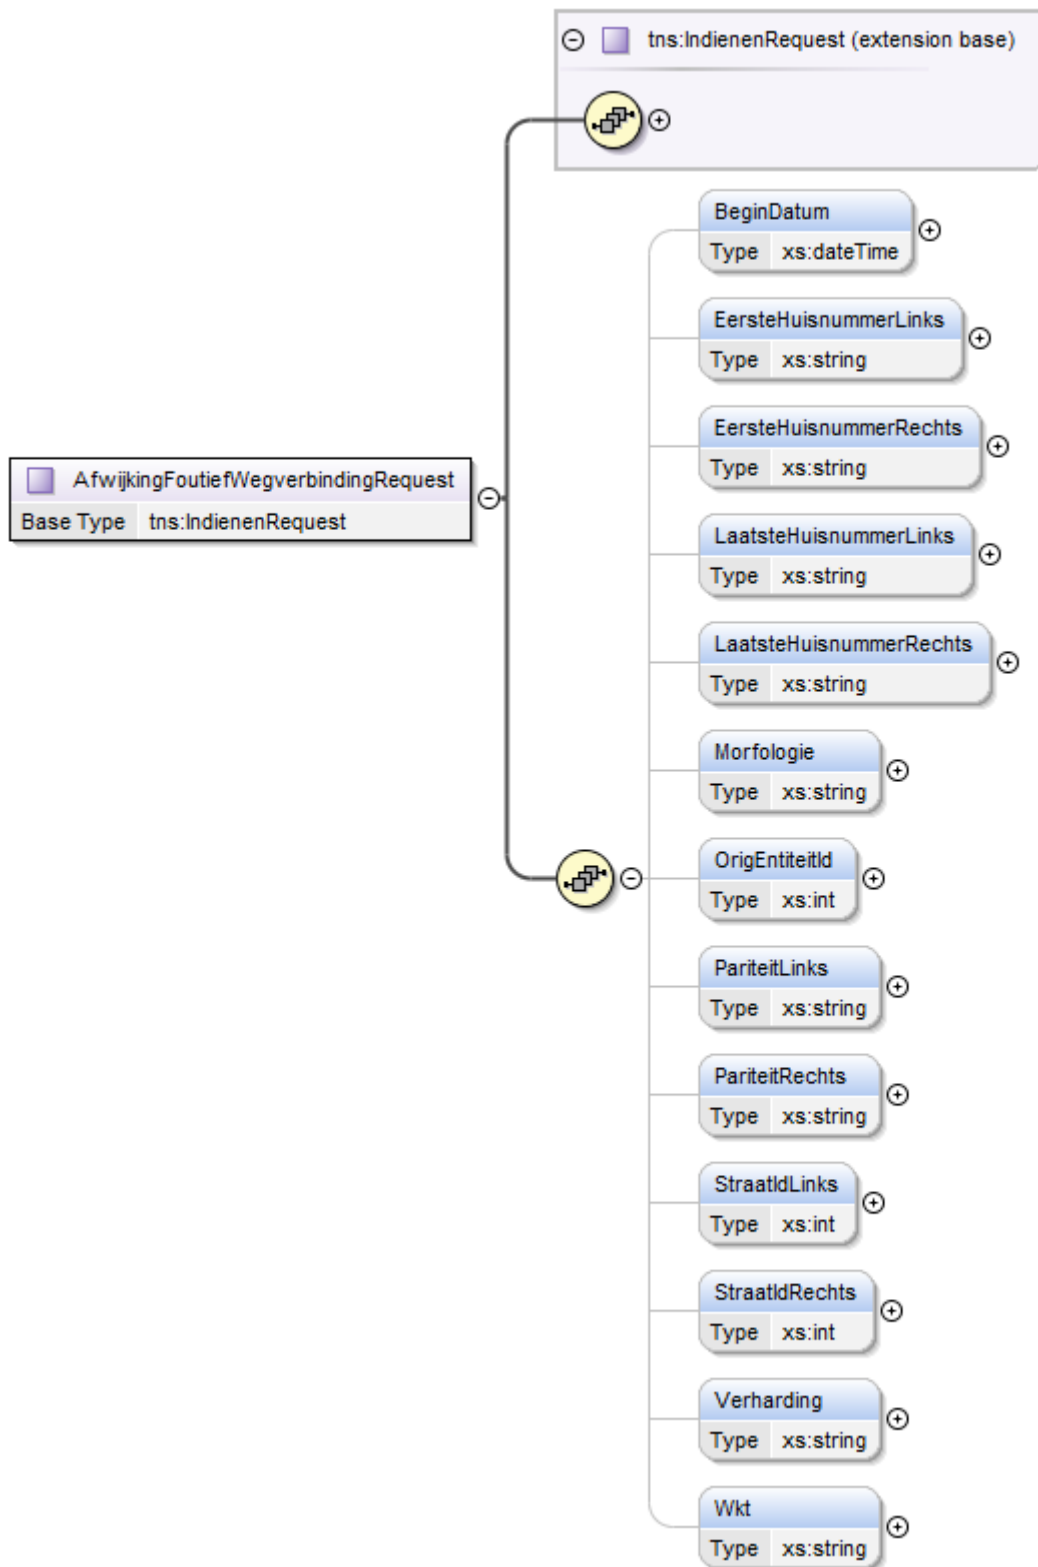 tns:IndienenRequest (extension base)
BeginDatum
Type xs:dateTime
EersteHuisnummerLinks
Type xs:string
EersteHuisnummerRechts
Type xs:string
AfwijkingFoutiefWegverbindingRequest
Base Type tns:IndienenRequest
LaatsteHuisnummerLinks
Type xs:string
LaatsteHuisnummerRechts
Type xs:string
Morfologie
Type xs:string
OrigEntiteitId
Type xs:int
PariteitLinks
Type xs:string
PariteitRechts
Type xs:string
StraatIdLinks
Type xs:int
StraatIdRechts
Type xs:int
Verharding
Type xs:string
Wkt
Type xs:string